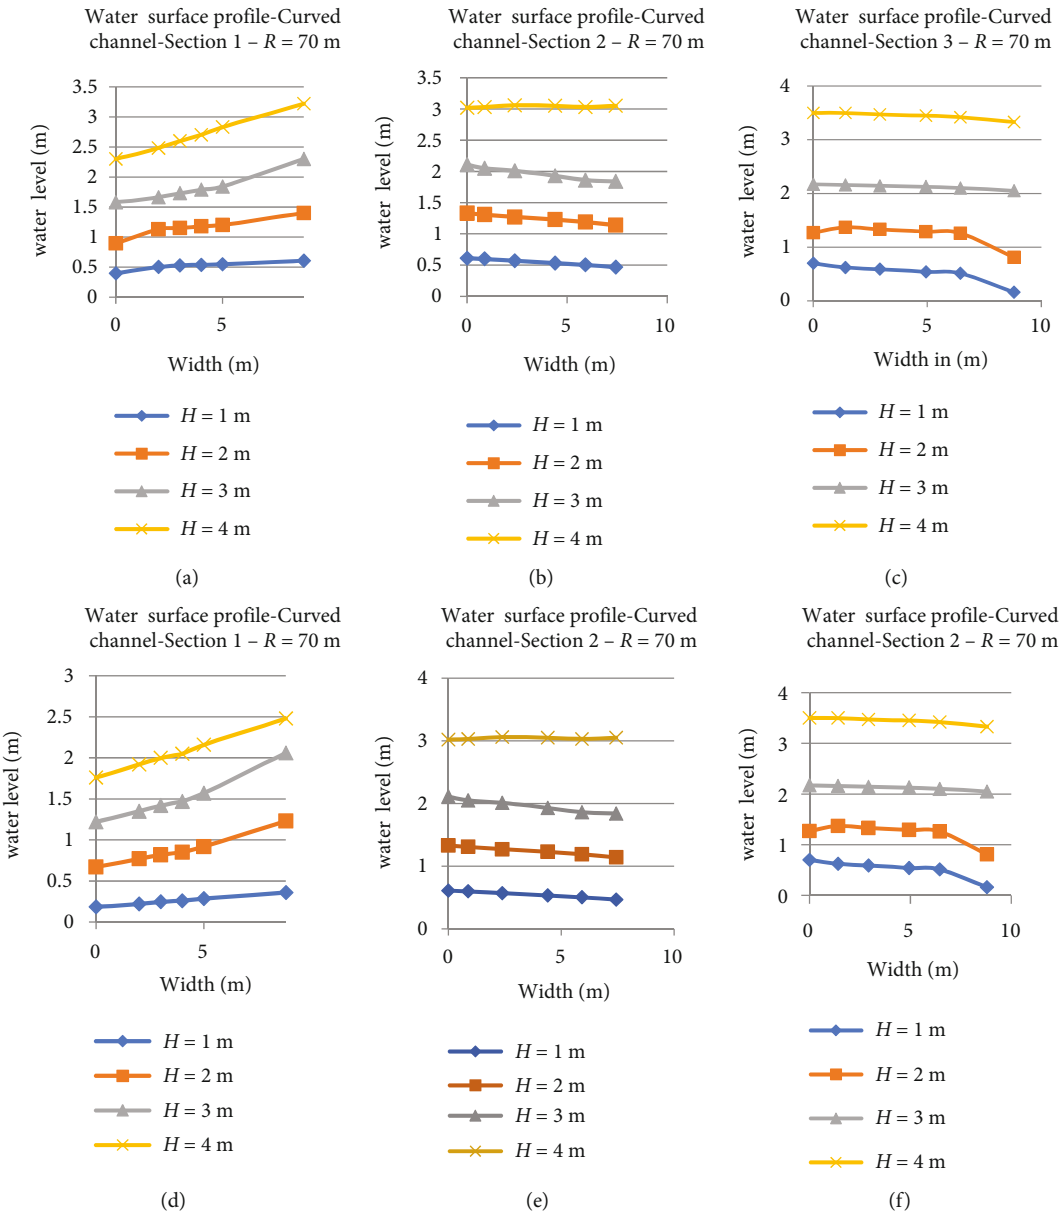 Water surface profile-Curved
channel-Section 1 – R = 70 m
water level (m)
3.5
3
2.5
2
1.5
1
0.5
0
0
5
Width (m)
H = 1 m
H = 2 m
H = 3 m
H = 4 m
(a)
Water surface profile-Curved
channel-Section 2 – R = 70 m
water level (m)
3.5
3
2.5
2
1.5
1
0.5
0
0
5
10
Width (m)
H = 1 m
H = 2 m
H = 3 m
H = 4 m
(b)
Water surface profile-Curved
channel-Section 3 – R = 70 m
water level (m)
4
3
2
1
0
0
5
10
Width in (m)
H = 1 m
H = 2 m
H = 3 m
H = 4 m
(c)
Water surface profile-Curved
channel-Section 1 – R = 70 m
water level (m)
3
2.5
2
1.5
1
0.5
0
0
5
Width (m)
H = 1 m
H = 2 m
H = 3 m
H = 4 m
(d)
Water surface profile-Curved
channel-Section 2 – R = 70 m
water level (m)
4
3
2
1
0
0
5
10
Width (m)
H = 1 m
H = 2 m
H = 3 m
H = 4 m
(e)
Water surface profile-Curved
channel-Section 2 – R = 70 m
water level (m)
4
3
2
1
0
0
5
10
Width (m)
H = 1 m
H = 2 m
H = 3 m
H = 4 m
(f)